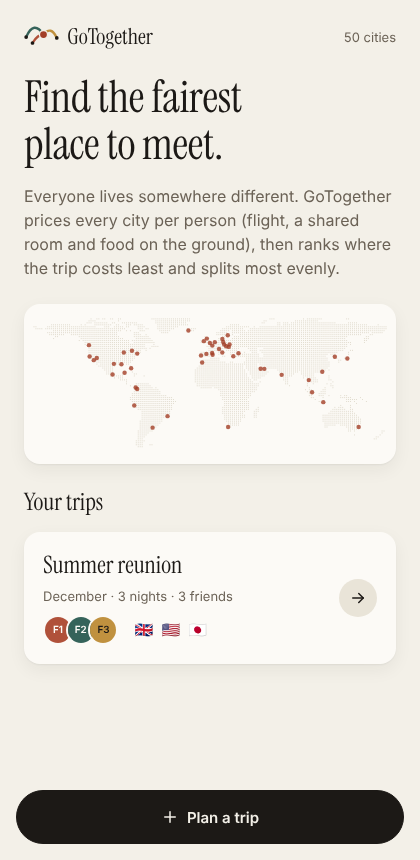 GoTogether
50 cities
Find the fairest
place to meet.
Everyone lives somewhere different. GoTogether
prices every city per person (flight, a shared
room and food on the ground), then ranks where
the trip costs least and splits most evenly.
Your trips
Summer reunion
December · 3 nights · 3 friends
F1 F2 F3
Plan a trip